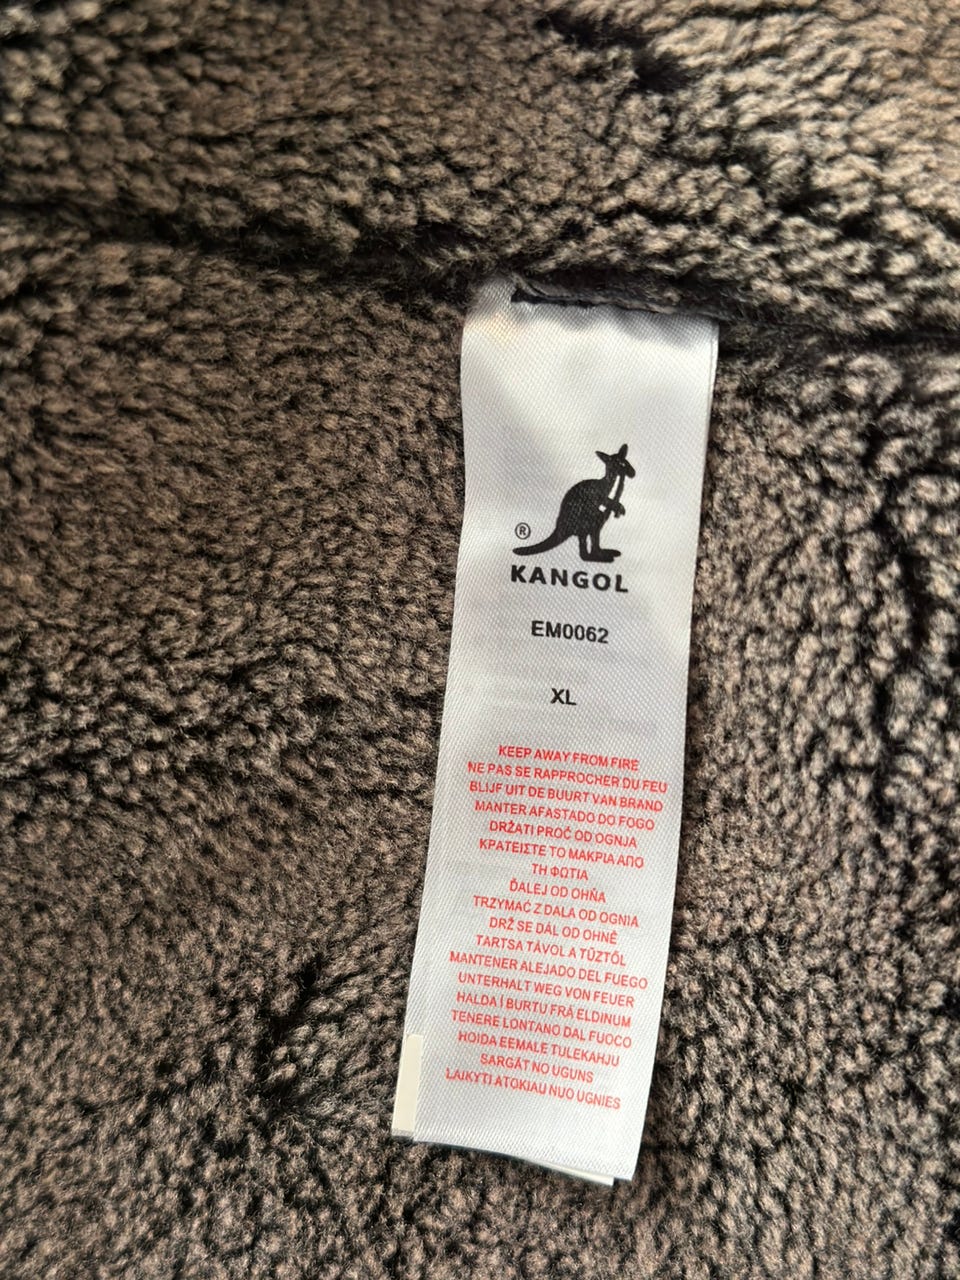 ®
KANGOL
EM0062
XL
KEEP AWAY FROM FIRE
NE PAS SE RAPPROCHER DU FEU
BLIJF UIT DE BUURT VAN BRAND
MANTER AFASTADO DO FOGO
DRŽATI PROČ OD OGNJA
ΚΡΑΤΕΙΣΤΕ ΤΟ ΜΑΚΡΙΑ ΑΠΟ
ΤΗ ΦΩΤΙΑ
ĎALEJ OD OHŇA
TRZYMAĆ Z DALA OD OGNIA
DRŽ SE DÁL OD OHNĚ
TARTSA TÁVOL A TŰZTŐL
MANTENER ALEJADO DEL FUEGO
UNTERHALT WEG VON FEUER
HALDA Í BURTU FRÁ ELDINUM
TENERE LONTANO DAL FUOCO
HOIDA EEMALE TULEKAHJU
SARGĀT NO UGUNS
LAIKYTI ATOKIAU NUO UGNIES